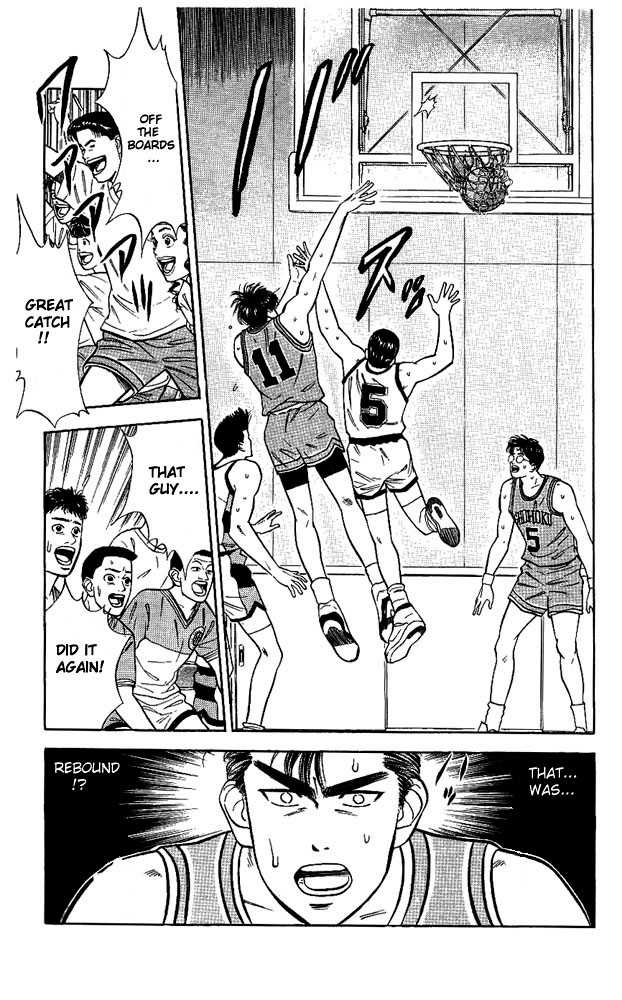 11
5
SHOHOKU
5
OFF
THE
BOARDS
...
GREAT
CATCH
!!
THAT
GUY....
DID IT
AGAIN!
THAT...
WAS...
REBOUND
!?